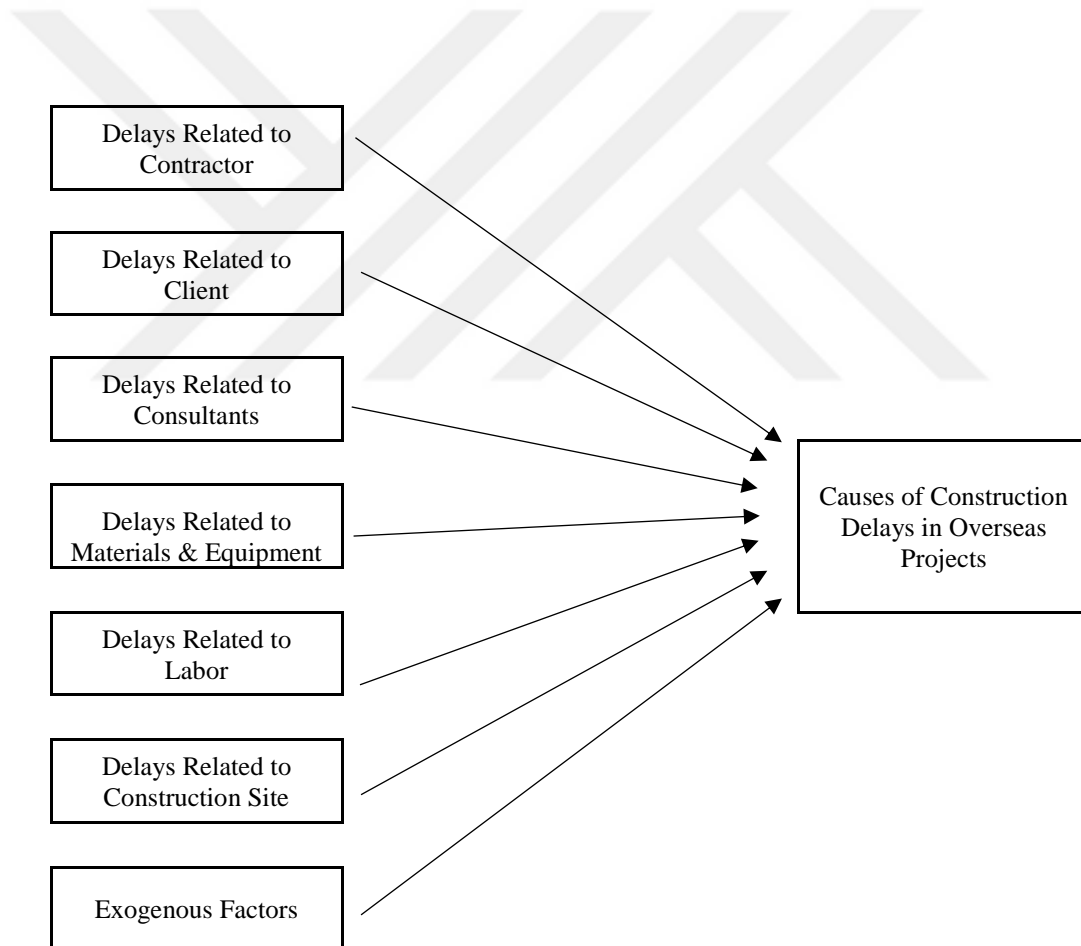 Delays Related to
Contractor
Delays Related to
Client
Delays Related to
Consultants
Delays Related to
Materials & Equipment
Delays Related to
Labor
Delays Related to
Construction Site
Exogenous Factors
Causes of Construction
Delays in Overseas
Projects